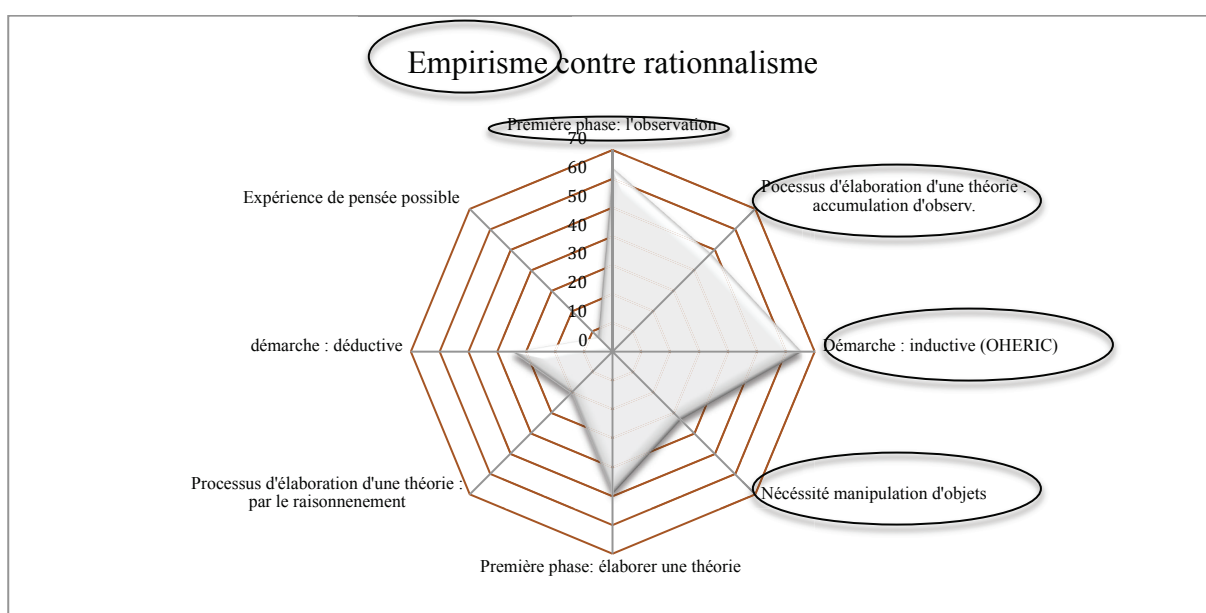 Empirisme contre rationnalisme
Première phase: l'observation
70
60
50
40
30
20
10
0
Pocessus d'élaboration d'une théorie :
accumulation d'observ.
Démarche : inductive (OHERIC)
Nécéssité manipulation d'objets
Première phase: élaborer une théorie
Processus d'élaboration d'une théorie :
par le raisonnenement
démarche : déductive
Expérience de pensée possible